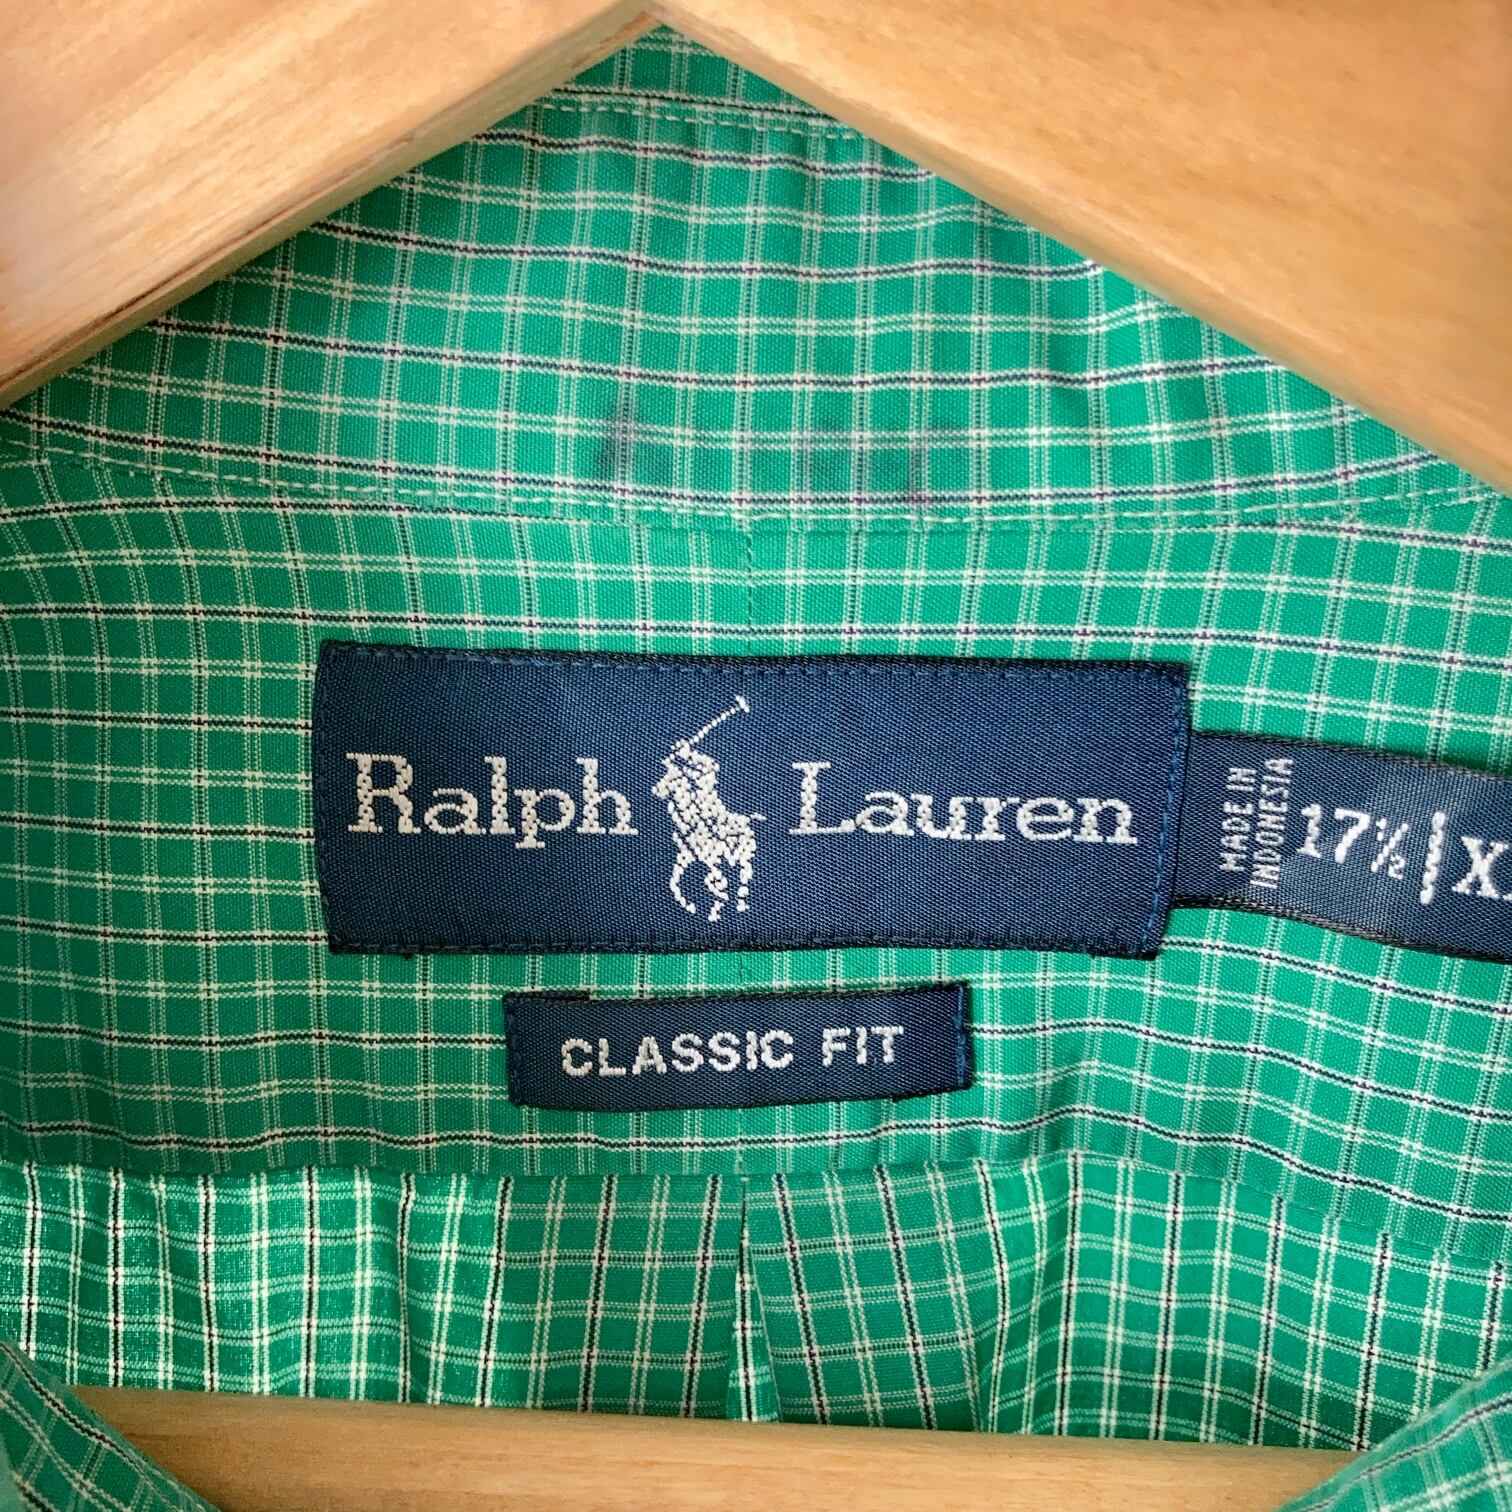 Ralph Lauren
MADE IN
INDONESIA
17½ | X
CLASSIC FIT